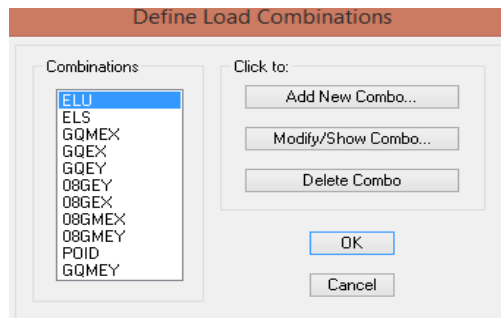 Define Load Combinations
Combinations
ELU
ELS
GQMEX
GQEX
GQEY
08GEY
08GEX
08GMEX
08GMEY
POID
GQMEY
Click to:
Add New Combo...
Modify/Show Combo...
Delete Combo
OK
Cancel